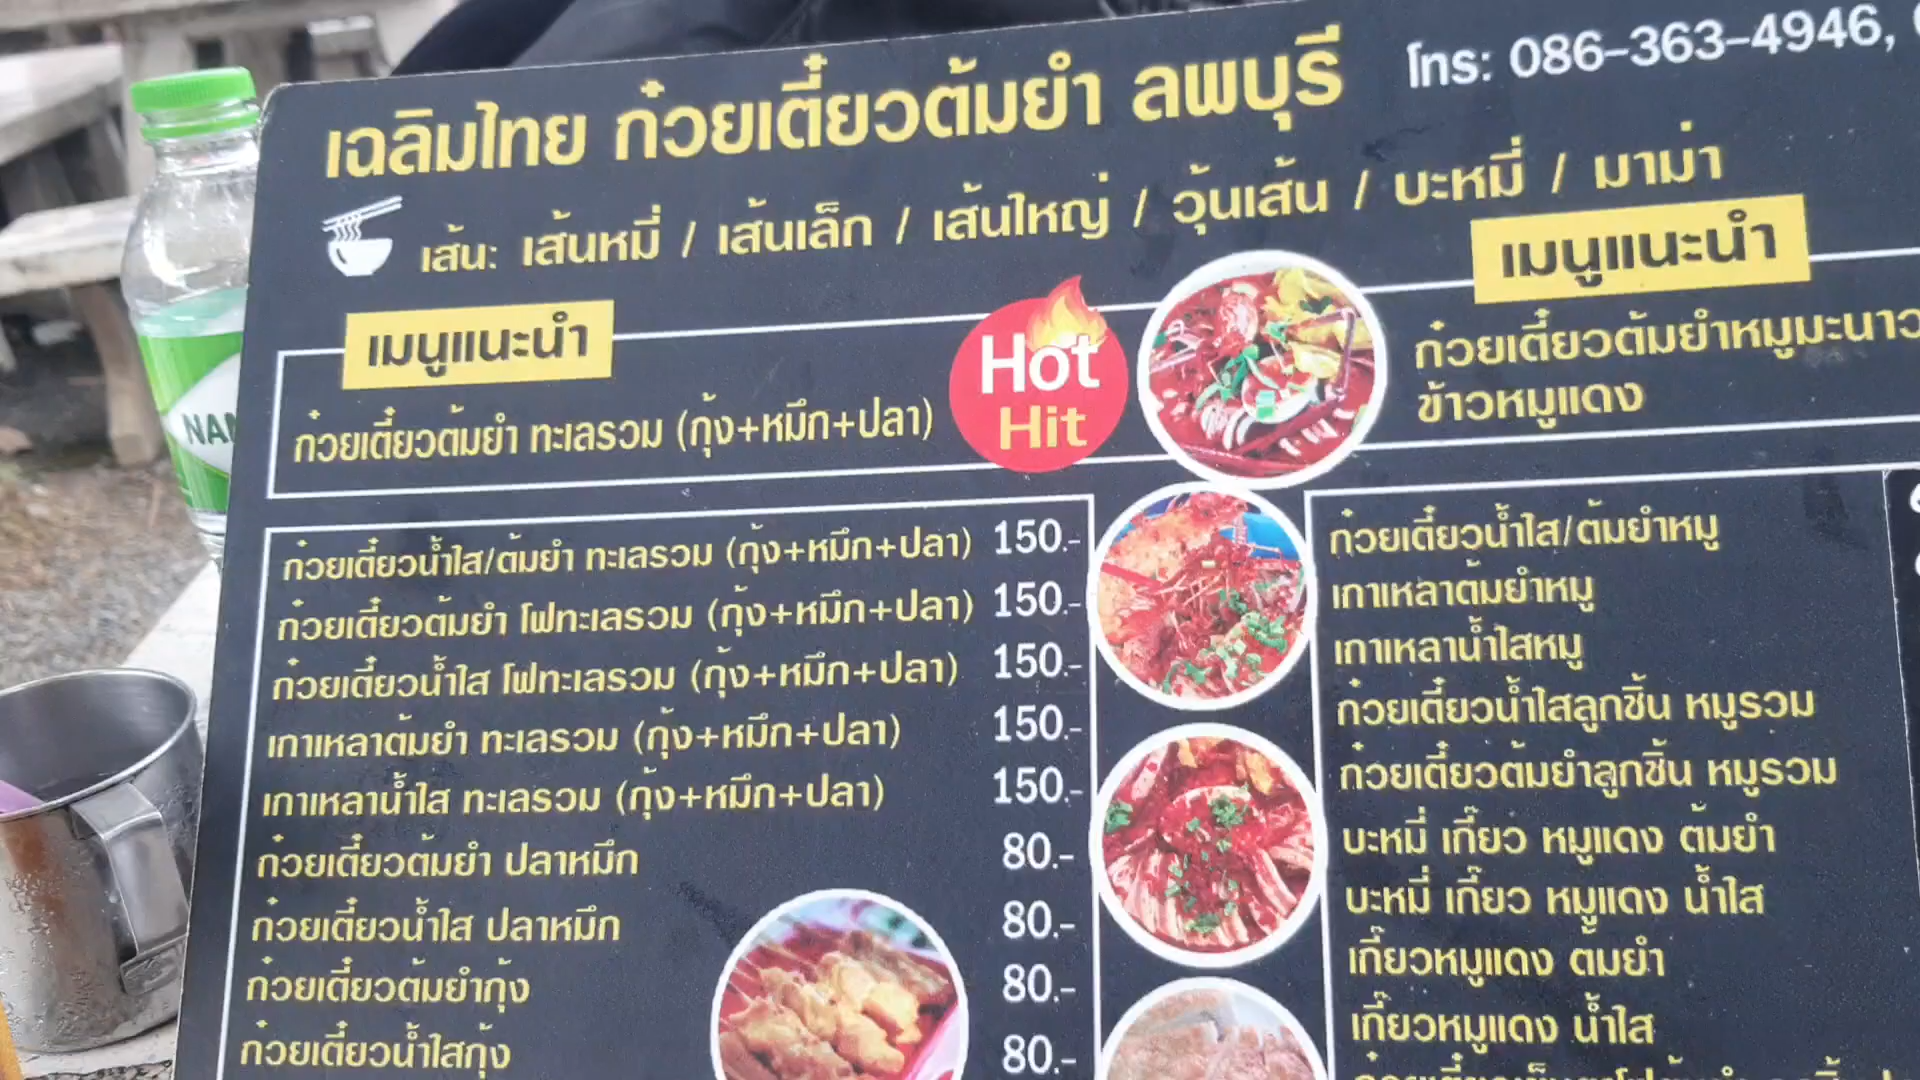 เฉลิมไทย ก๋วยเตี๋ยวต้มยำ ลพบุรี
โทร: 086-363-4946,
เส้น: เส้นหมี่ / เส้นเล็ก / เส้นใหญ่ / วุ้นเส้น / บะหมี่ / มาม่า
เมนูแนะนำ
ก๋วยเตี๋ยวต้มยำ ทะเลรวม (กุ้ง+หมึก+ปลา)
Hot
Hit
เมนูแนะนำ
ก๋วยเตี๋ยวต้มยำหมูมะนาว
ข้าวหมูแดง
ก๋วยเตี๋ยวน้ำใส/ต้มยำ ทะเลรวม (กุ้ง+หมึก+ปลา) 150.-
ก๋วยเตี๋ยวต้มยำ โฟทะเลรวม (กุ้ง+หมึก+ปลา) 150.-
ก๋วยเตี๋ยวน้ำใส โฟทะเลรวม (กุ้ง+หมึก+ปลา) 150.-
เกาเหลาต้มยำ ทะเลรวม (กุ้ง+หมึก+ปลา) 150.-
เกาเหลาน้ำใส ทะเลรวม (กุ้ง+หมึก+ปลา) 150.-
ก๋วยเตี๋ยวต้มยำ ปลาหมึก 80.-
ก๋วยเตี๋ยวน้ำใส ปลาหมึก 80.-
ก๋วยเตี๋ยวต้มยำกุ้ง 80.-
ก๋วยเตี๋ยวน้ำใสกุ้ง 80.-
ก๋วยเตี๋ยวน้ำใส/ต้มยำหมู
เกาเหลาต้มยำหมู
เกาเหลาน้ำใสหมู
ก๋วยเตี๋ยวน้ำใสลูกชิ้น หมูรวม
ก๋วยเตี๋ยวต้มยำลูกชิ้น หมูรวม
บะหมี่ เกี๊ยว หมูแดง ต้มยำ
บะหมี่ เกี๊ยว หมูแดง น้ำใส
เกี๊ยวหมูแดง ต้มยำ
เกี๊ยวหมูแดง น้ำใส